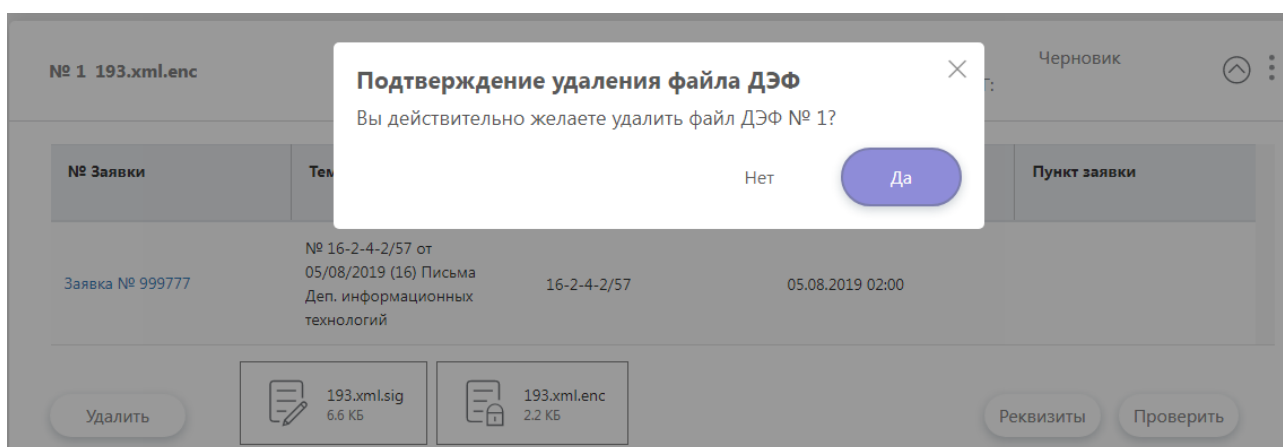 № 1 193.xml.enc
Черновик
Подтверждение удаления файла ДЭФ
Вы действительно желаете удалить файл ДЭФ № 1?
Нет
Да
№ Заявки
Пункт заявки
Заявка № 999777
№ 16-2-4-2/57 от
05/08/2019 (16) Письма
Деп. информационных
технологий
16-2-4-2/57
05.08.2019 02:00
Удалить
193.xml.sig
6.6 КБ
193.xml.enc
2.2 КБ
Реквизиты
Проверить